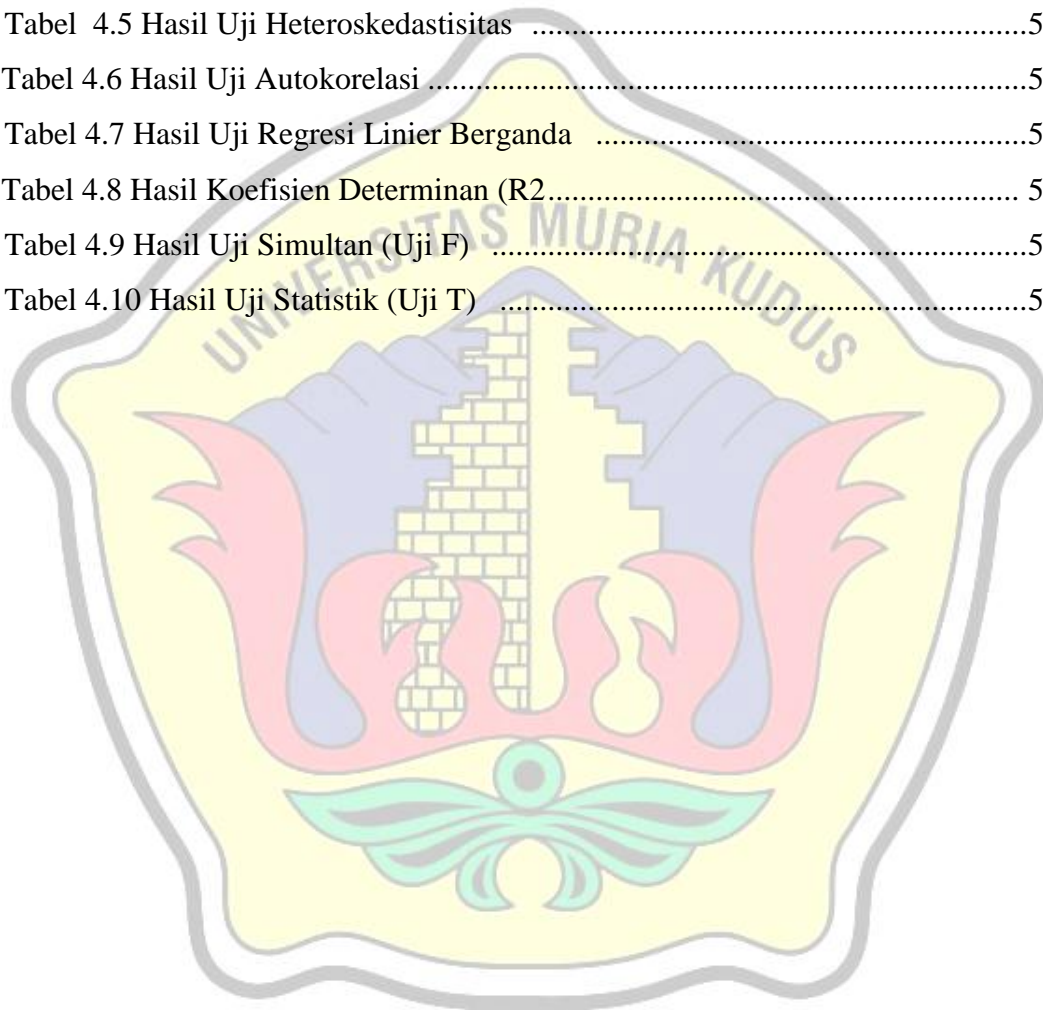 Tabel  4.5 Hasil Uji Heteroskedastisitas ..............................................................5
Tabel 4.6 Hasil Uji Autokorelasi ...........................................................................5
Tabel 4.7 Hasil Uji Regresi Linier Berganda ......................................................5
Tabel 4.8 Hasil Koefisien Determinan (R2........................................................... 5
Tabel 4.9 Hasil Uji Simultan (Uji F) ...................................................................5
Tabel 4.10 Hasil Uji Statistik (Uji T) ..................................................................5
UNIVERSITAS MURIA KUDUS